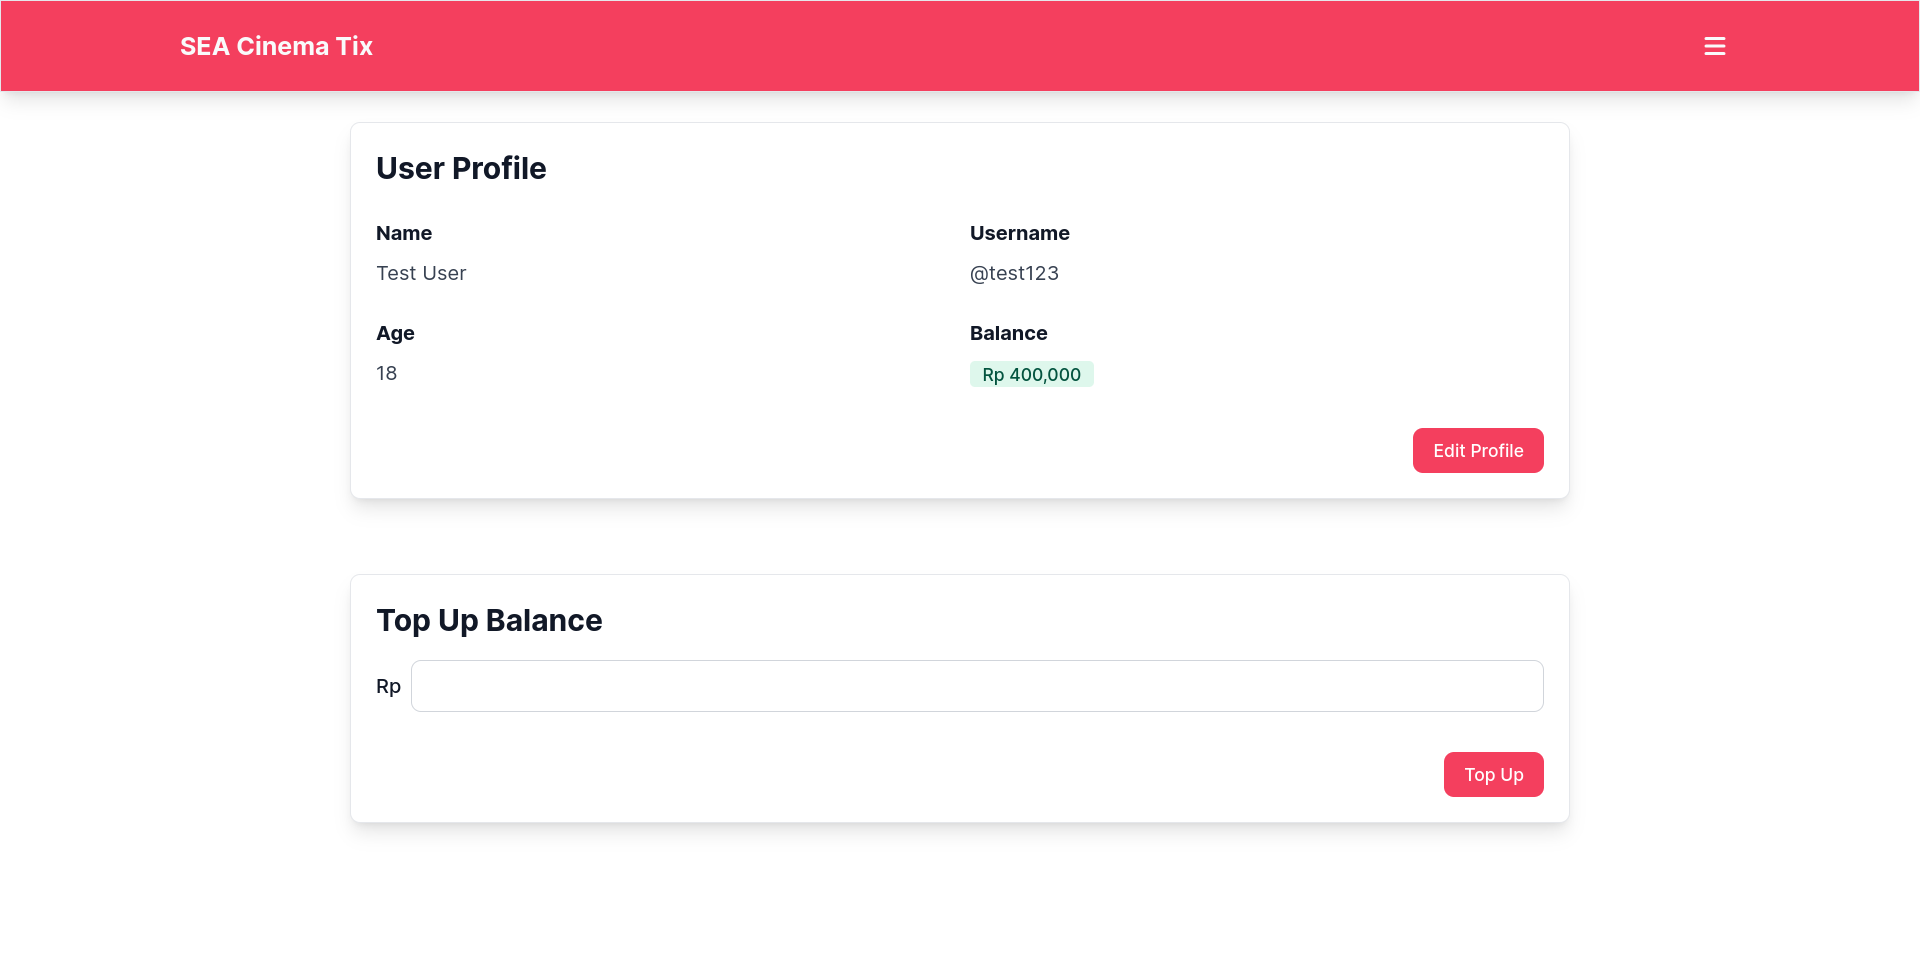 SEA Cinema Tix
User Profile
Name
Username
Test User
@test123
Age
Balance
18
Rp 400,000
Edit Profile
Top Up Balance
Rp
Top Up